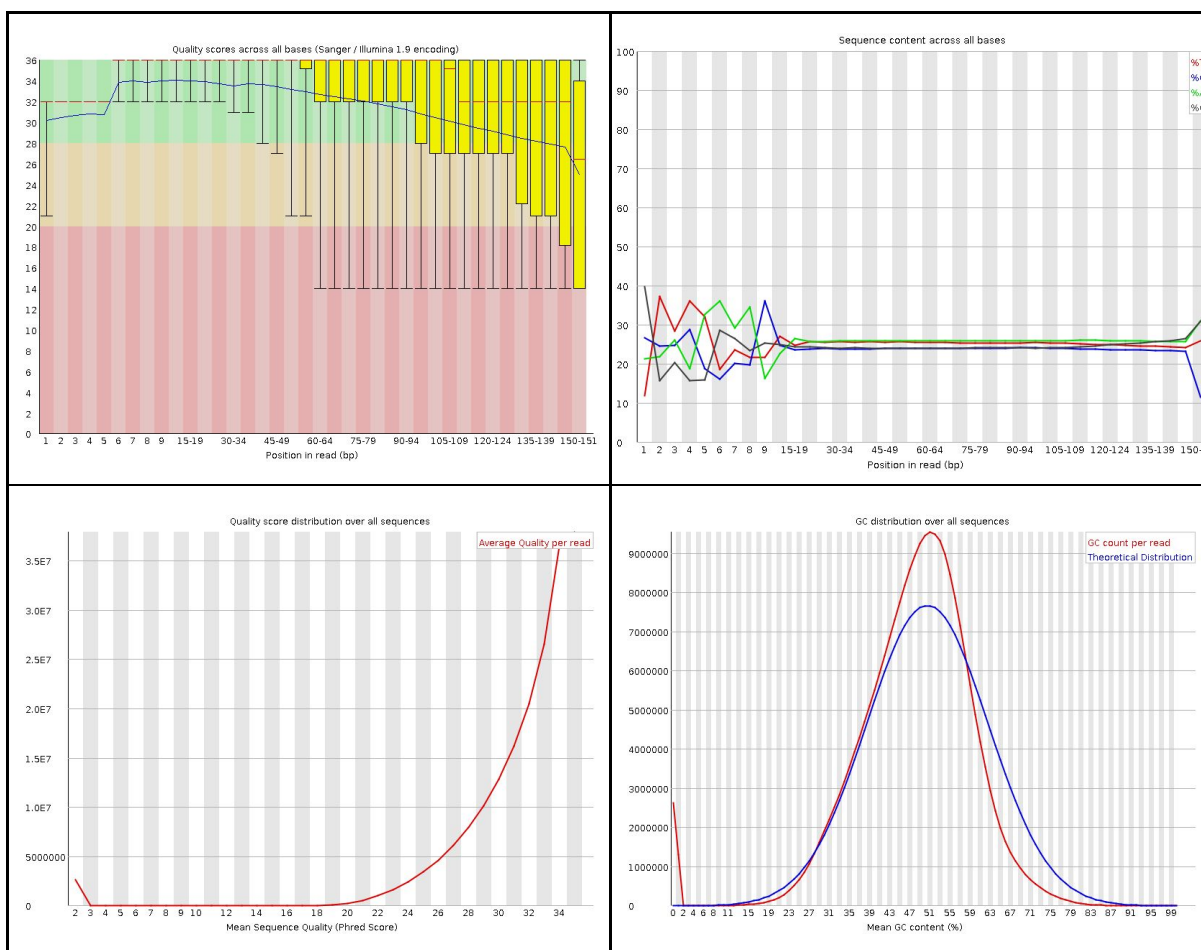 Quality scores across all bases (Sanger / Illumina 1.9 encoding)
36
34
32
30
28
26
24
22
20
18
16
14
12
10
8
6
4
2
0
1 2 3 4 5 6 7 8 9 15-19 30-34 45-49 60-64 75-79 90-94 105-109 120-124 135-139 150-151
Position in read (bp)
Sequence content across all bases
%T
%
%
%
100
90
80
70
60
50
40
30
20
10
0
1 2 3 4 5 6 7 8 9 15-19 30-34 45-49 60-64 75-79 90-94 105-109 120-124 135-139 150-
Position in read (bp)
Quality score distribution over all sequences
Average Quality per read
3.5E7
3.0E7
2.5E7
2.0E7
1.5E7
1.0E7
5000000
0
2 3 4 5 6 7 8 9 10 12 14 16 18 20 22 24 26 28 30 32 34
Mean Sequence Quality (Phred Score)
GC distribution over all sequences
GC count per read
Theoretical Distribution
9000000
8000000
7000000
6000000
5000000
4000000
3000000
2000000
1000000
0
0 2 4 6 8 11 15 19 23 27 31 35 39 43 47 51 55 59 63 67 71 75 79 83 87 91 95 99
Mean GC content (%)